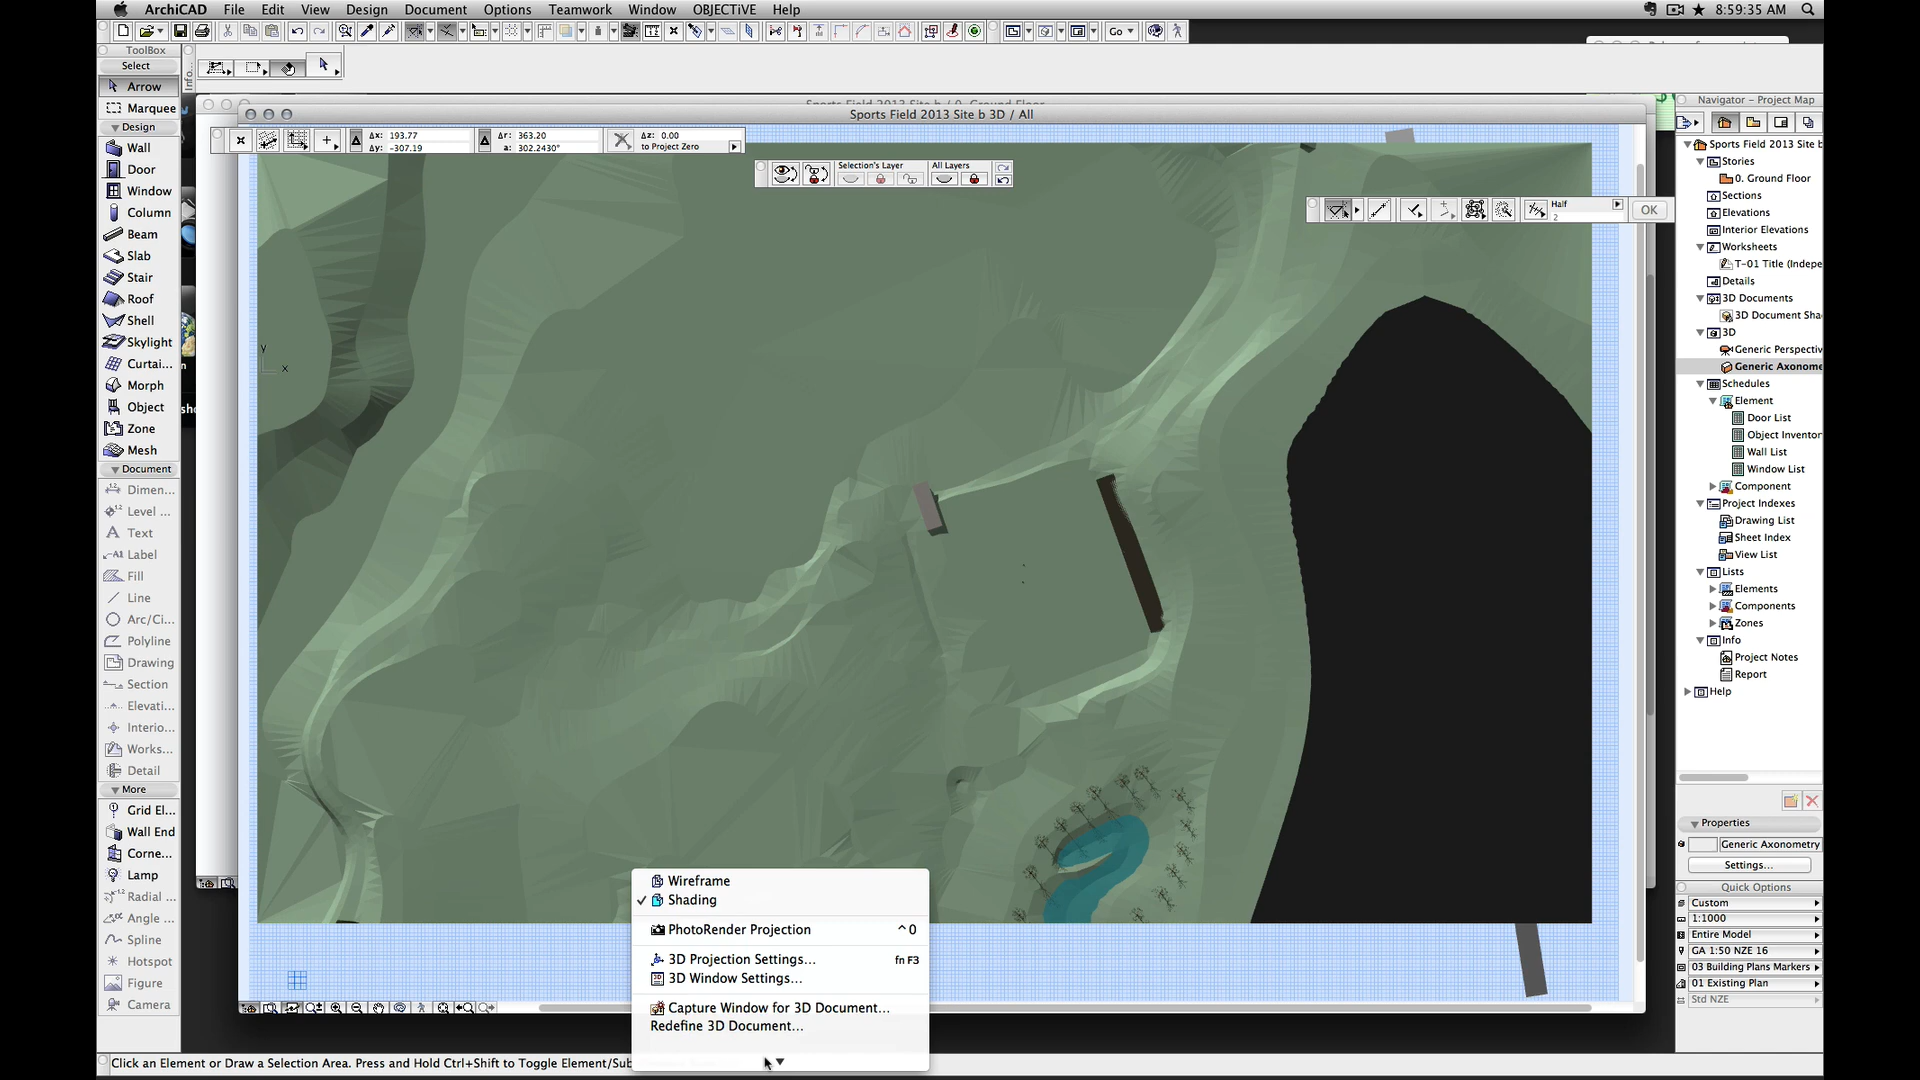 ArchiCAD File Edit View Design Document Options Teamwork Window OBJECTiVE Help 8:59:35 AM
ToolBox
Select
Arrow
Marquee
Design
Wall
Door
Window
Column
Beam
Slab
Stair
Roof
Shell
Skylight
Curtai...
Morph
Object
Zone
Mesh
Document
Dimen...
Level ...
Text
Label
Fill
Line
Arc/Ci...
Polyline
Drawing
Section
Elevati...
Interio...
Works...
Detail
More
Grid El...
Wall End
Corne...
Lamp
Radial ...
Angle ...
Spline
Hotspot
Figure
Camera
Go
Sports Field 2013 Site b 3D / All
Δx: 193.77
Δy: -307.19
Δr: 363.20
a: 302.2430°
Δz: 0.00
to Project Zero
Selection's Layer
All Layers
Half
2
OK
y
x
Wireframe
✓ Shading
PhotoRender Projection ^0
3D Projection Settings... fn F3
3D Window Settings...
Capture Window for 3D Document...
Redefine 3D Document...
Click an Element or Draw a Selection Area. Press and Hold Ctrl+Shift to Toggle Element/Sub
Navigator - Project Map
Sports Field 2013 Site b
Stories
0. Ground Floor
Sections
Elevations
Interior Elevations
Worksheets
T-01 Title (Indepe
Details
3D Documents
3D Document Sha
3D
Generic Perspectiv
Generic Axonome
Schedules
Element
Door List
Object Inventor
Wall List
Window List
Component
Project Indexes
Drawing List
Sheet Index
View List
Lists
Elements
Components
Zones
Info
Project Notes
Report
Help
Properties
Generic Axonometry
Settings...
Quick Options
Custom
1:1000
Entire Model
GA 1:50 NZE 16
03 Building Plans Markers
01 Existing Plan
Std NZE